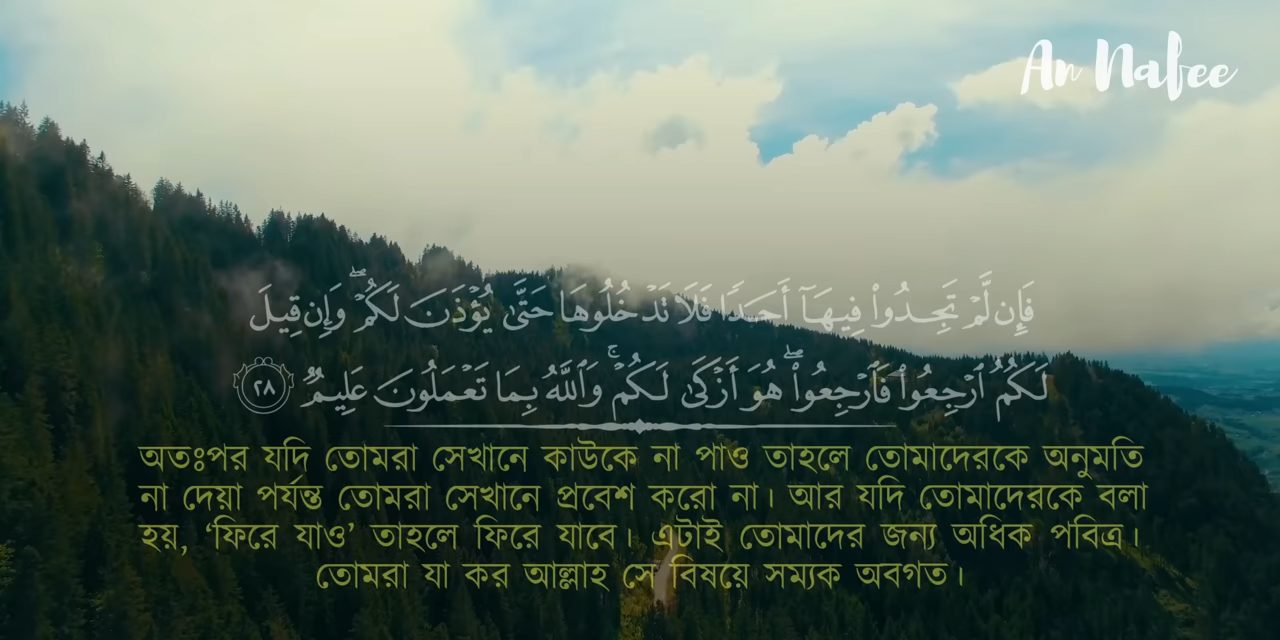 An Nafee
فَإِن لَّمْ تَجِدُوا۟ فِيهَآ أَحَدًا فَلَا تَدْخُلُوهَا حَتَّىٰ يُؤْذَنَ لَكُمْ ۖ وَإِن قِيلَ
لَكُمُ ٱرْجِعُوا۟ فَٱرْجِعُوا۟ ۖ هُوَ أَزْكَىٰ لَكُمْ ۚ وَٱللَّهُ بِمَا تَعْمَلُونَ عَلِيمٌ ٢٨
অতঃপর যদি তোমরা সেখানে কাউকে না পাও তাহলে তোমাদেরকে অনুমতি
না দেয়া পর্যন্ত তোমরা সেখানে প্রবেশ করো না। আর যদি তোমাদেরকে বলা
হয়, ‘ফিরে যাও’ তাহলে ফিরে যাবে। এটাই তোমাদের জন্য অধিক পবিত্র।
তোমরা যা কর আল্লাহ সে বিষয়ে সম্যক অবগত।